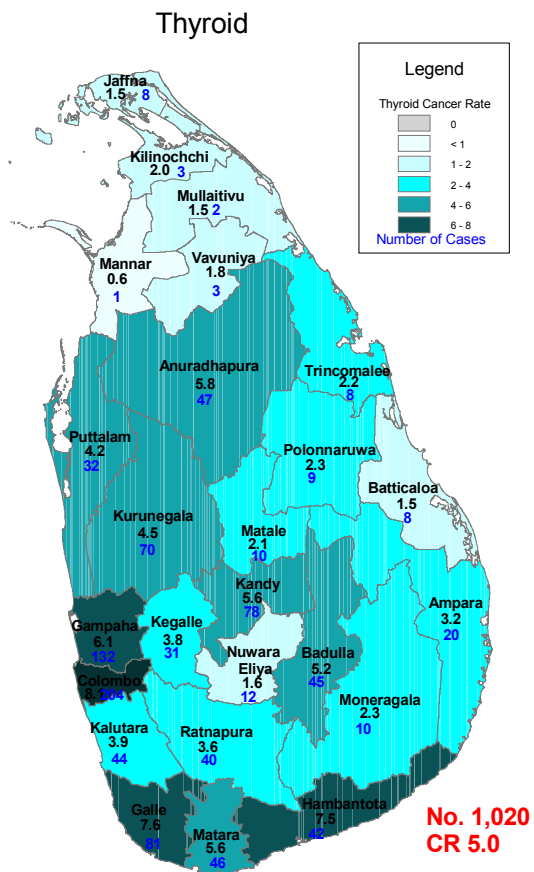 Thyroid
Legend
Thyroid Cancer Rate
0
< 1
1 - 2
2 - 4
4 - 6
6 - 8
Number of Cases
Jaffna
1.5 8
Kilinochchi
2.0 3
Mullaitivu
1.5 2
Mannar
0.6
1
Vavuniya
1.8
3
Anuradhapura
5.8
47
Trincomalee
2.2
8
Puttalam
4.2
32
Polonnaruwa
2.3
9
Batticaloa
1.5
8
Kurunegala
4.5
70
Matale
2.1
10
Kandy
5.6
78
Ampara
3.2
20
Gampaha
6.1
132
Kegalle
3.8
31
Nuwara
Eliya
1.6
12
Badulla
5.2
45
Colombo
8.1 204
Moneragala
2.3
10
Kalutara
3.9
44
Ratnapura
3.6
40
Galle
7.6
81
Matara
5.6
46
Hambantota
7.5
42
No. 1,020
CR 5.0